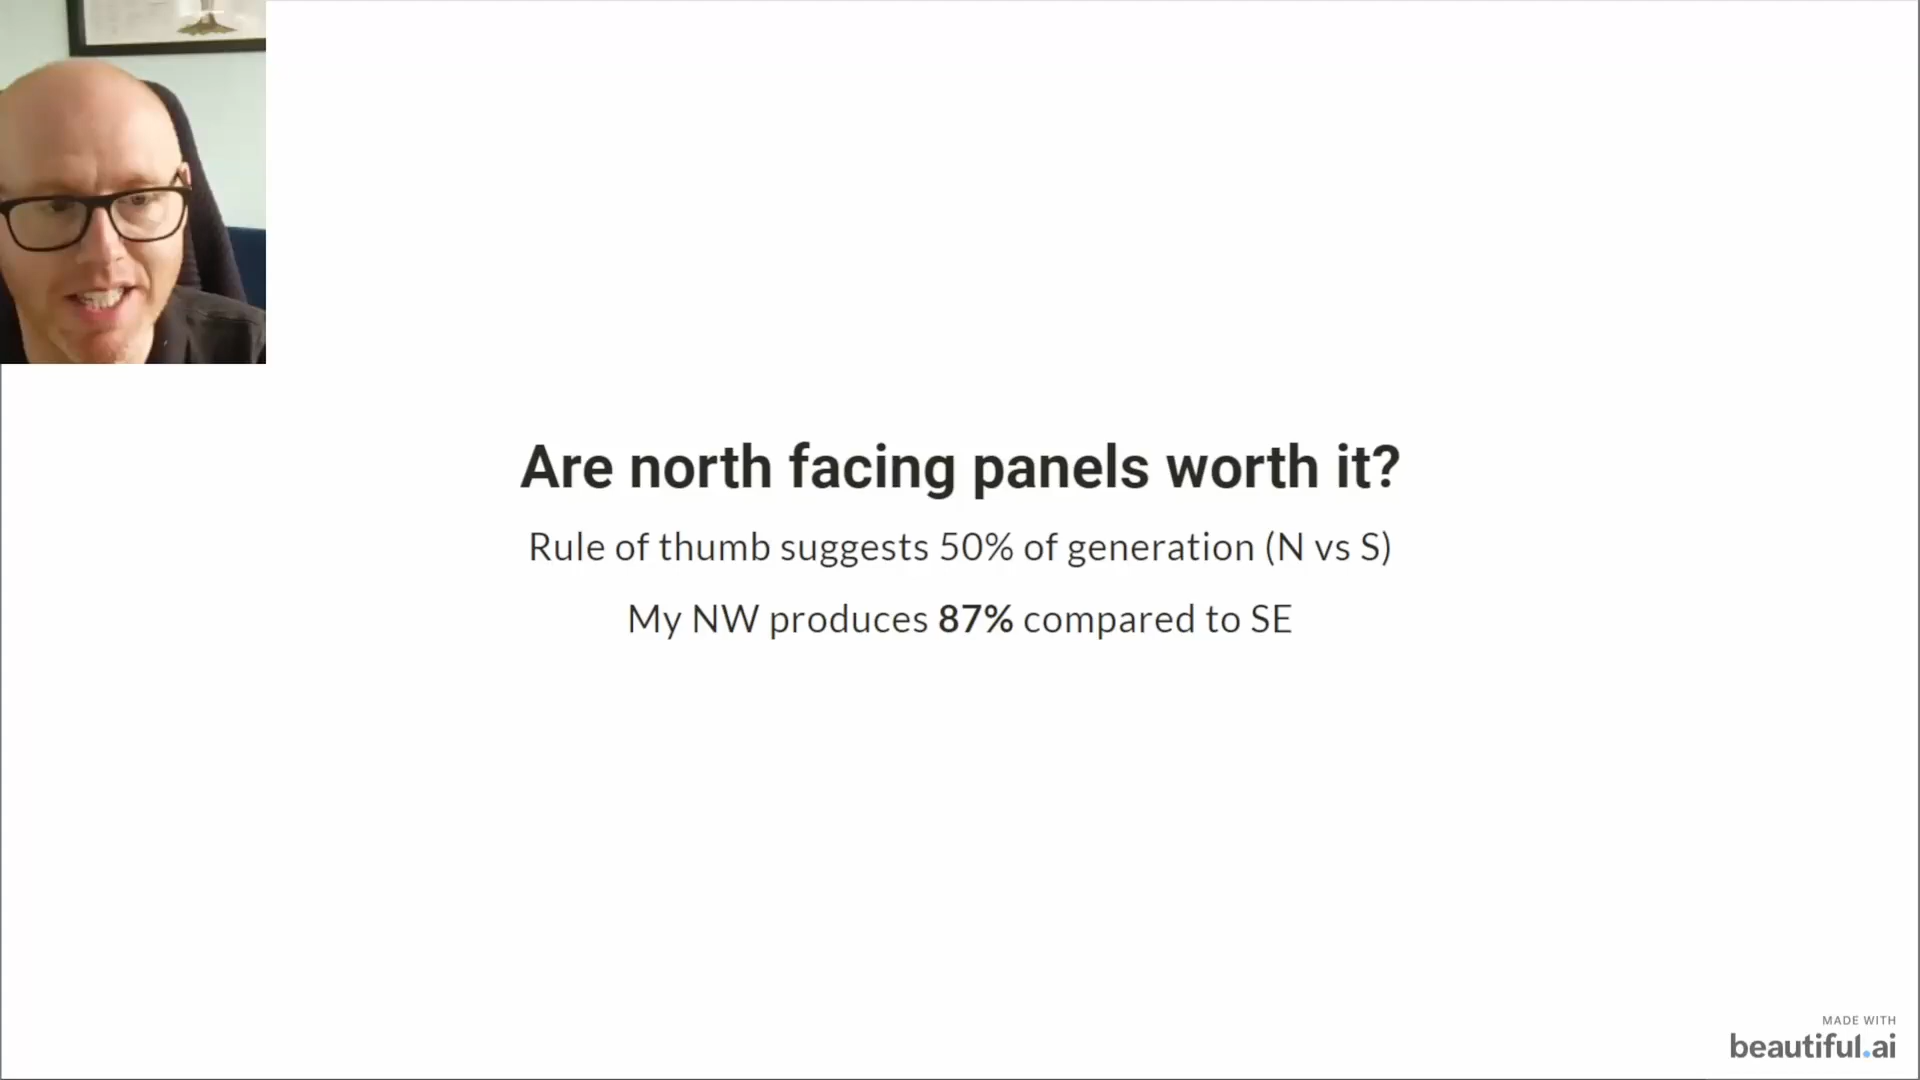 Are north facing panels worth it?
Rule of thumb suggests 50% of generation (N vs S)
My NW produces 87% compared to SE
MADE WITH
beautiful.ai